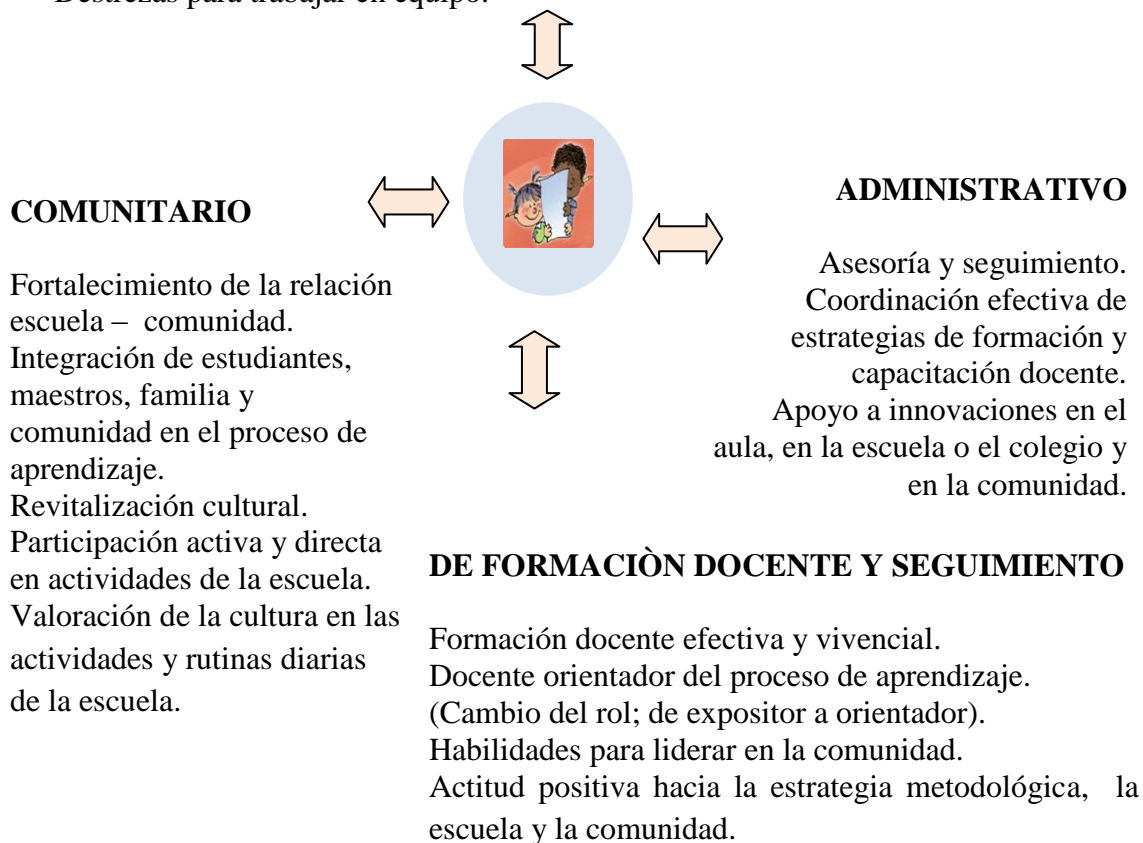 Destrezas para trabajar en equipo.
COMUNITARIO
Fortalecimiento de la relación
escuela – comunidad.
Integración de estudiantes,
maestros, familia y
comunidad en el proceso de
aprendizaje.
Revitalización cultural.
Participación activa y directa
en actividades de la escuela.
Valoración de la cultura en las
actividades y rutinas diarias
de la escuela.
ADMINISTRATIVO
Asesoría y seguimiento.
Coordinación efectiva de
estrategias de formación y
capacitación docente.
Apoyo a innovaciones en el
aula, en la escuela o el colegio y
en la comunidad.
DE FORMACIÒN DOCENTE Y SEGUIMIENTO
Formación docente efectiva y vivencial.
Docente orientador del proceso de aprendizaje.
(Cambio del rol; de expositor a orientador).
Habilidades para liderar en la comunidad.
Actitud positiva hacia la estrategia metodológica, la
escuela y la comunidad.